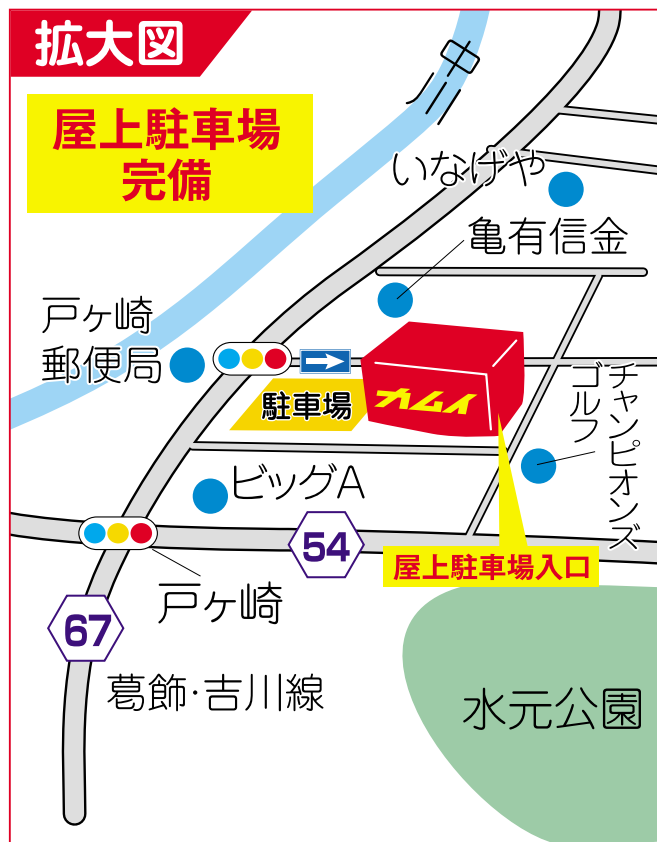 拡大図
屋上駐車場
完備
中川
いなげや
亀有信金
戸ヶ崎
郵便局
駐車場
カムイ
チャンピオンズ
ゴルフ
ビッグA
54
屋上駐車場入口
戸ヶ崎
67
葛飾・吉川線
水元公園